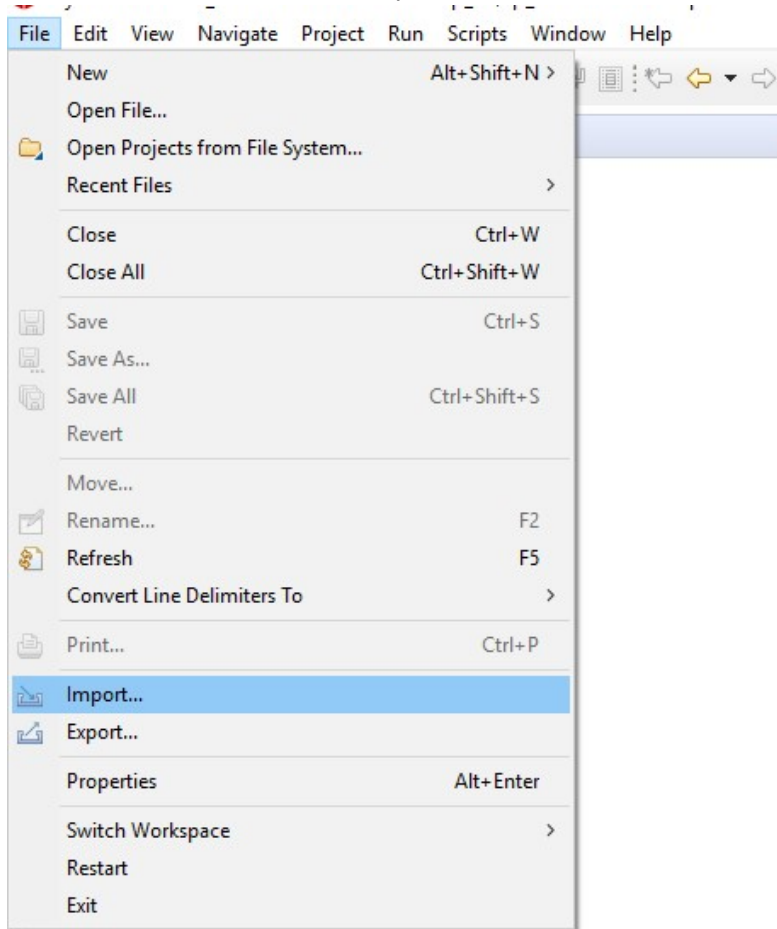 File Edit View Navigate Project Run Scripts Window Help
New Alt+Shift+N >
Open File...
Open Projects from File System...
Recent Files >
Close Ctrl+W
Close All Ctrl+Shift+W
Save Ctrl+S
Save As...
Save All Ctrl+Shift+S
Revert
Move...
Rename... F2
Refresh F5
Convert Line Delimiters To >
Print... Ctrl+P
Import...
Export...
Properties Alt+Enter
Switch Workspace >
Restart
Exit